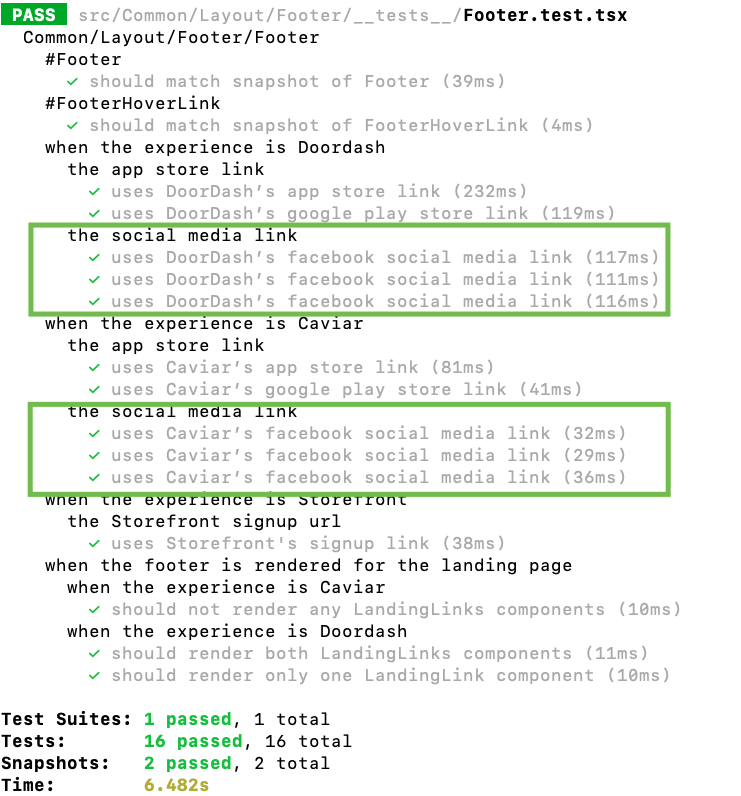 PASS src/Common/Layout/Footer/__tests__/Footer.test.tsx
Common/Layout/Footer/Footer
#Footer
✓ should match snapshot of Footer (39ms)
#FooterHoverLink
✓ should match snapshot of FooterHoverLink (4ms)
when the experience is Doordash
the app store link
✓ uses DoorDash’s app store link (232ms)
✓ uses DoorDash’s google play store link (119ms)
the social media link
✓ uses DoorDash’s facebook social media link (117ms)
✓ uses DoorDash’s facebook social media link (111ms)
✓ uses DoorDash’s facebook social media link (116ms)
when the experience is Caviar
the app store link
✓ uses Caviar’s app store link (81ms)
✓ uses Caviar’s google play store link (41ms)
the social media link
✓ uses Caviar’s facebook social media link (32ms)
✓ uses Caviar’s facebook social media link (29ms)
✓ uses Caviar’s facebook social media link (36ms)
when the experience is Storefront
the Storefront signup url
✓ uses Storefront's signup link (38ms)
when the footer is rendered for the landing page
when the experience is Caviar
✓ should not render any LandingLinks components (10ms)
when the experience is Doordash
✓ should render both LandingLinks components (11ms)
✓ should render only one LandingLink component (10ms)
Test Suites: 1 passed, 1 total
Tests: 16 passed, 16 total
Snapshots: 2 passed, 2 total
Time: 6.482s